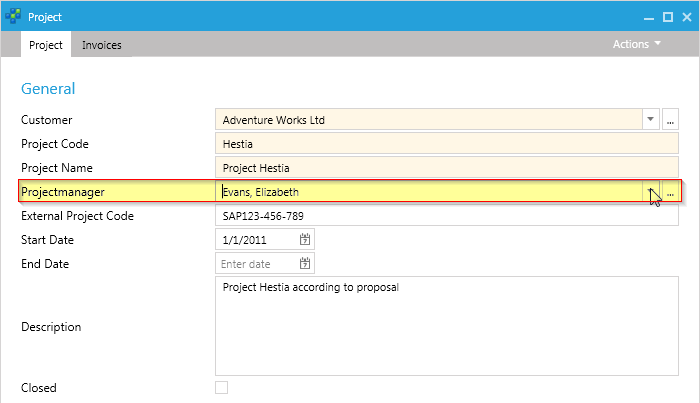 Project
Project Invoices Actions
General
Customer Adventure Works Ltd ...
Project Code Hestia
Project Name Project Hestia
Projectmanager Evans, Elizabeth ...
External Project Code SAP123-456-789
Start Date 1/1/2011 7
End Date Enter date 7
Project Hestia according to proposal
Description
Closed